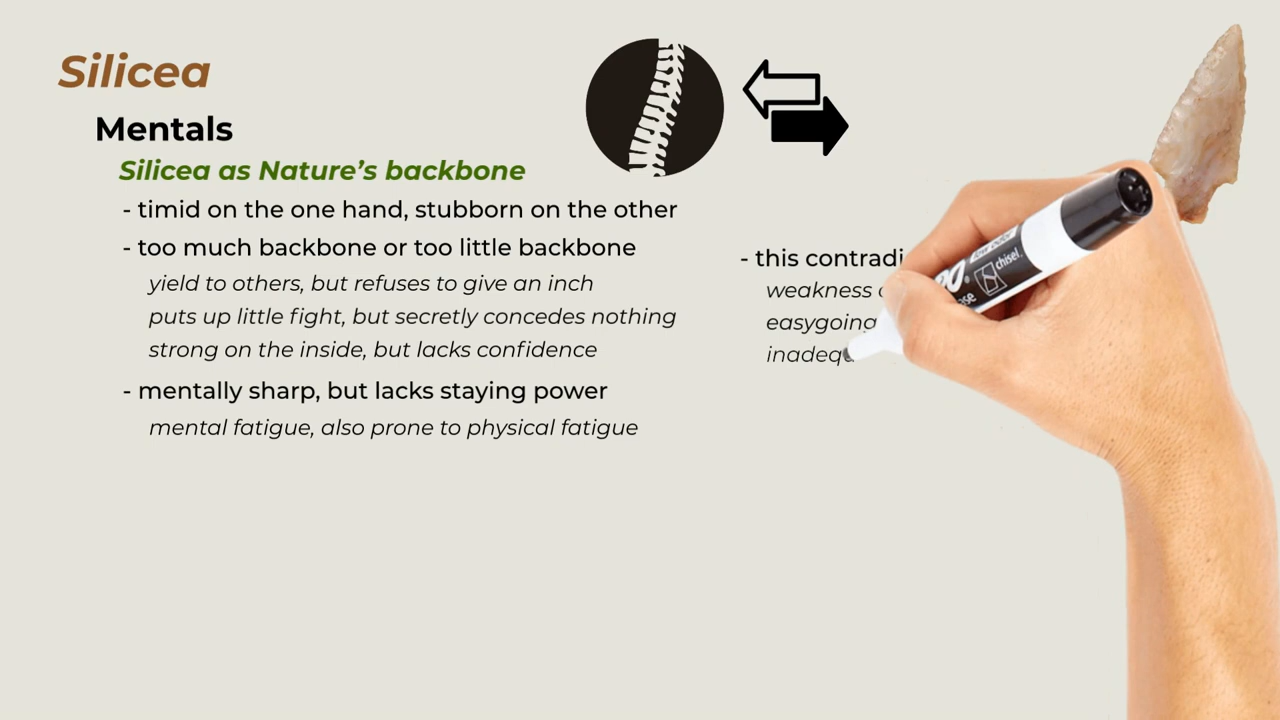 Silicea
Mentals
Silicea as Nature's backbone
- timid on the one hand, stubborn on the other
- too much backbone or too little backbone
yield to others, but refuses to give an inch
puts up little fight, but secretly concedes nothing
strong on the inside, but lacks confidence
- mentally sharp, but lacks staying power
mental fatigue, also prone to physical fatigue
- this
weakness
easygoing
low odor
chisel